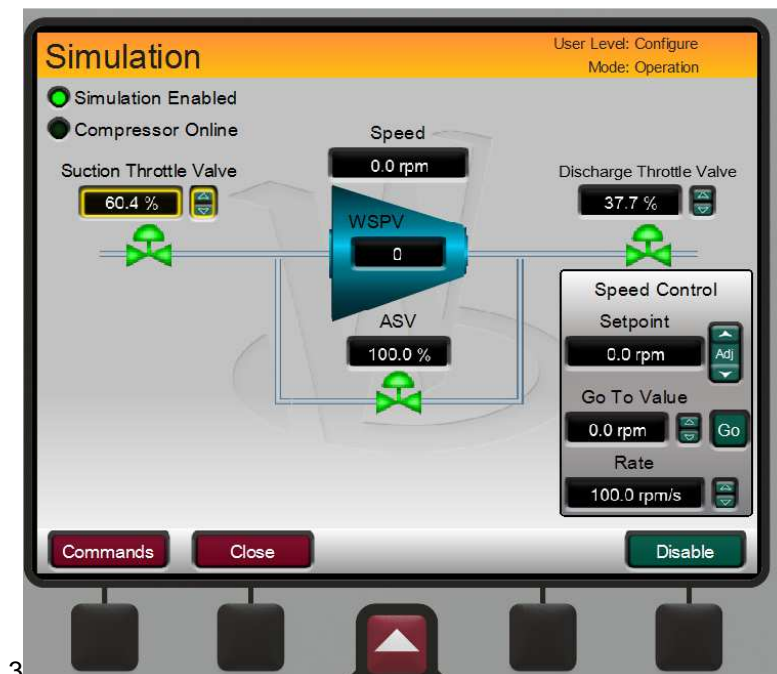 Simulation
User Level: Configure
Mode: Operation
Simulation Enabled
Compressor Online
Speed
0.0 rpm
Suction Throttle Valve
60.4 %
Discharge Throttle Valve
37.7 %
WSPV
0
ASV
100.0 %
Speed Control
Setpoint
0.0 rpm
Adj
Go To Value
0.0 rpm
Go
Rate
100.0 rpm/s
Commands
Close
Disable
3